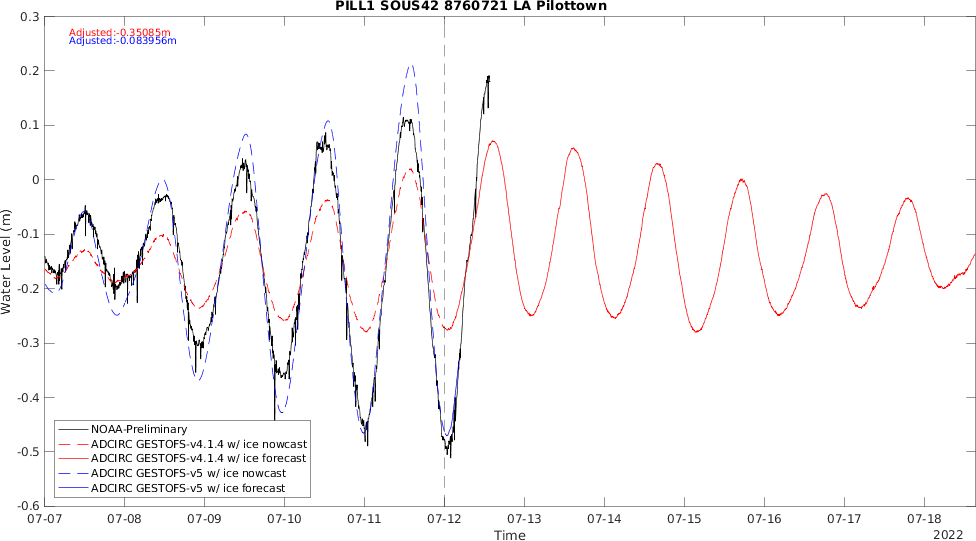 PILL1 SOUS42 8760721 LA Pilottown
Adjusted:-0.35085m
Adjusted:-0.083956m
0.3
0.2
0.1
0
-0.1
-0.2
-0.3
-0.4
-0.5
-0.6
Water Level (m)
NOAA-Preliminary
ADCIRC GESTOFS-v4.1.4 w/ ice nowcast
ADCIRC GESTOFS-v4.1.4 w/ ice forecast
ADCIRC GESTOFS-v5 w/ ice nowcast
ADCIRC GESTOFS-v5 w/ ice forecast
07-07 07-08 07-09 07-10 07-11 07-12 07-13 07-14 07-15 07-16 07-17 07-18
Time
2022